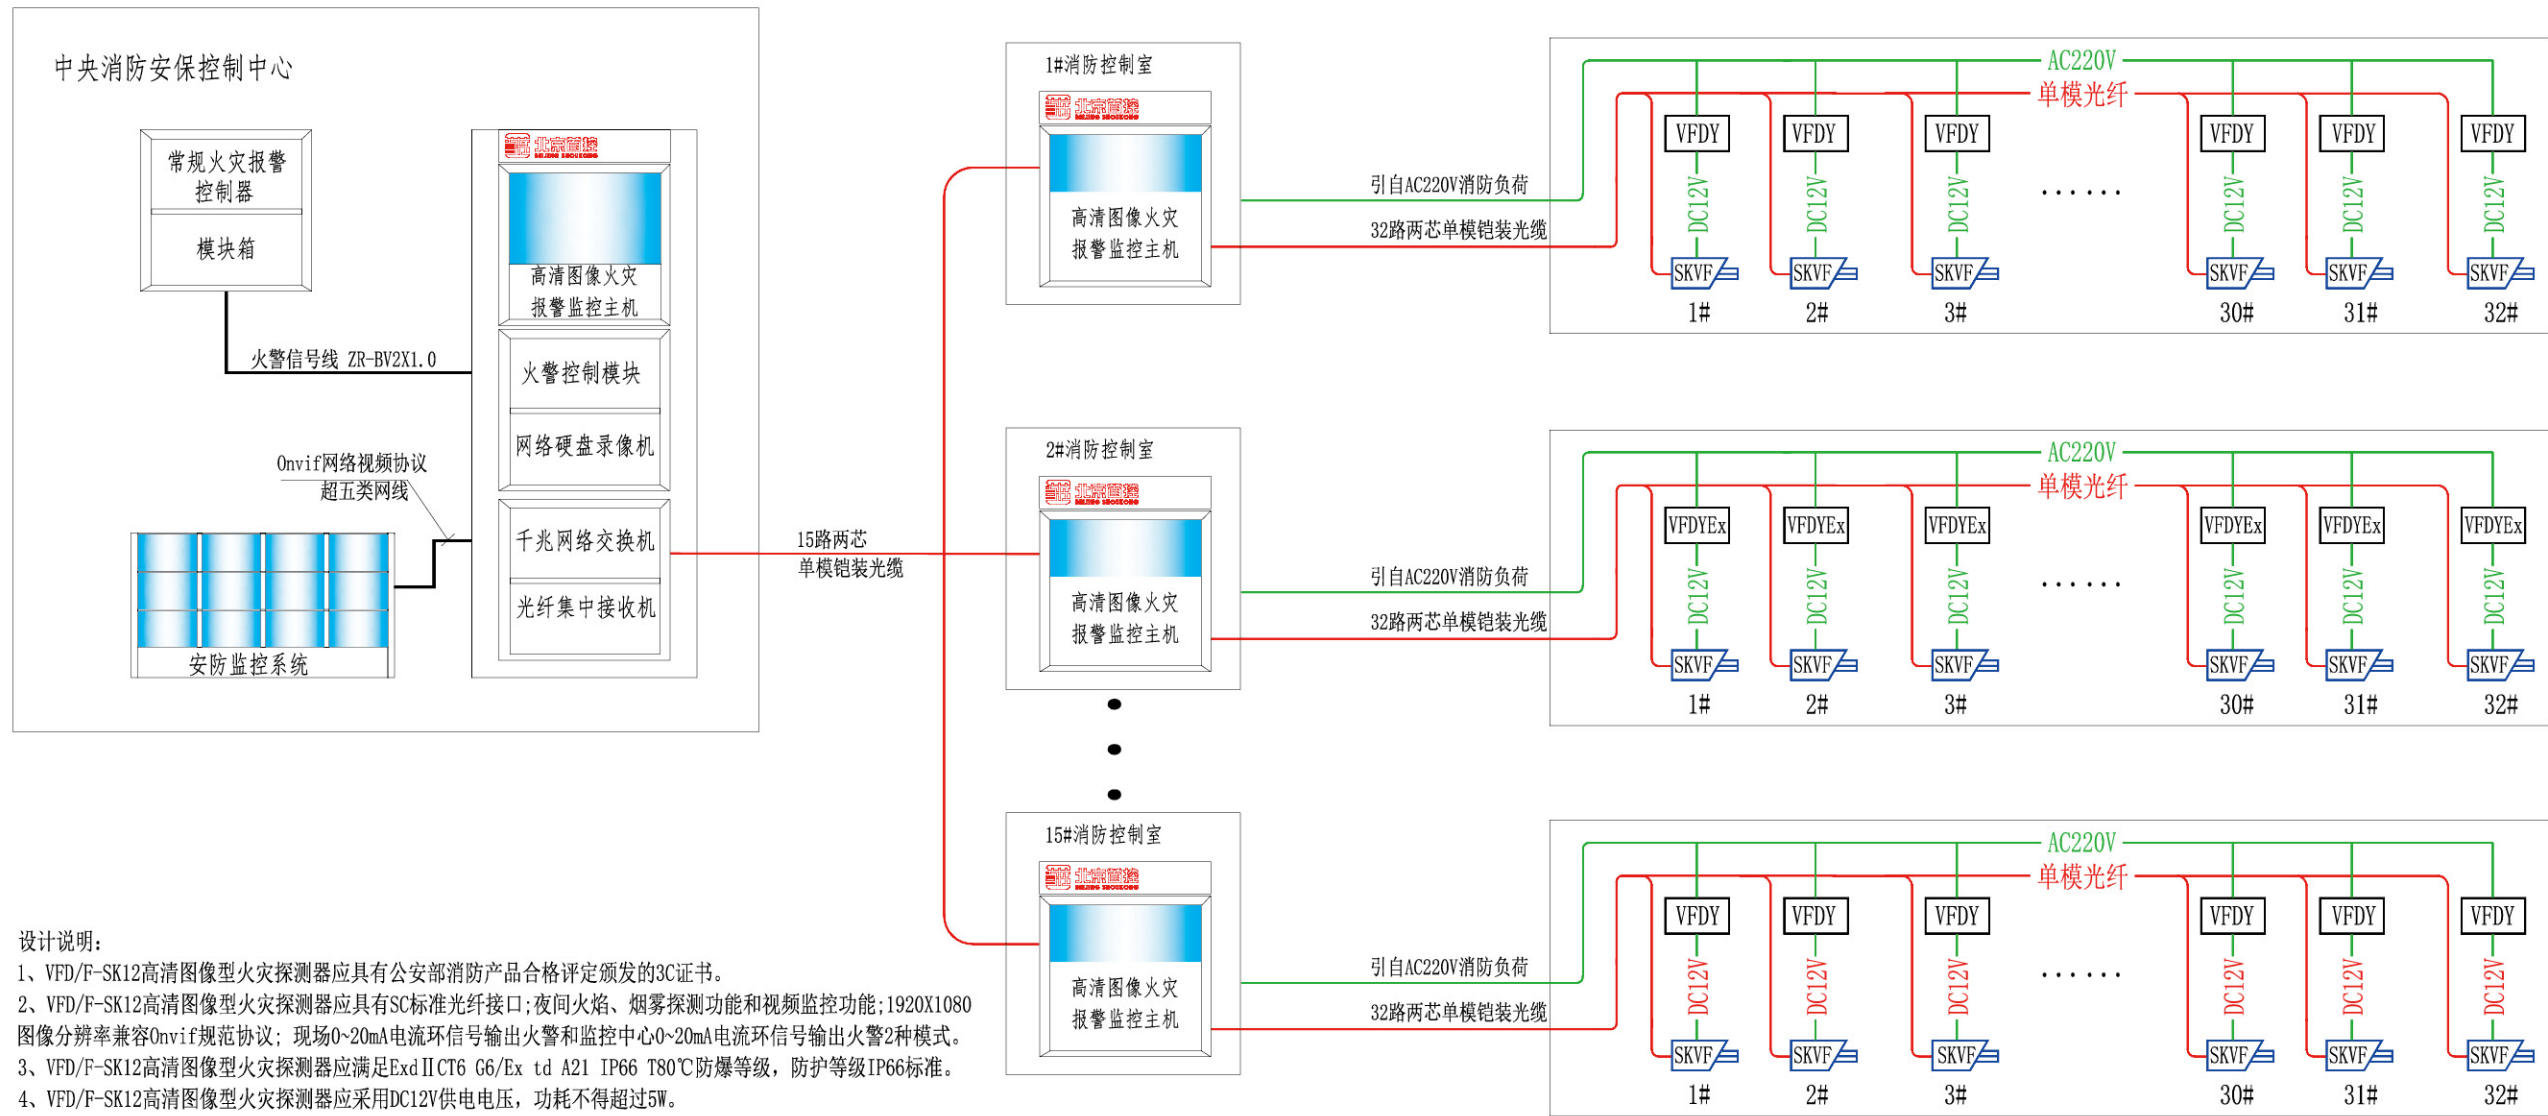 中央消防安保控制中心
常规火灾报警
控制器
模块箱
火警信号线 ZR-BV2X1.0
Onvif网络视频协议
超五类网线
安防监控系统
北京首控
BEIJING SHOUKONG
高清图像火灾
报警监控主机
火警控制模块
网络硬盘录像机
千兆网络交换机
光纤集中接收机
15路两芯
单模铠装光缆
1#消防控制室
北京首控
BEIJING SHOUKONG
高清图像火灾
报警监控主机
引自AC220V消防负荷
32路两芯单模铠装光缆
AC220V
单模光纤
VFDY VFDY VFDY VFDY VFDY VFDY
DC12V DC12V DC12V ...... DC12V DC12V DC12V
SKVF SKVF SKVF SKVF SKVF SKVF
1# 2# 3# 30# 31# 32#
2#消防控制室
北京首控
BEIJING SHOUKONG
高清图像火灾
报警监控主机
引自AC220V消防负荷
32路两芯单模铠装光缆
AC220V
单模光纤
VFDYEx VFDYEx VFDYEx VFDYEx VFDYEx VFDYEx
DC12V DC12V DC12V ...... DC12V DC12V DC12V
SKVF SKVF SKVF SKVF SKVF SKVF
1# 2# 3# 30# 31# 32#
15#消防控制室
北京首控
BEIJING SHOUKONG
高清图像火灾
报警监控主机
引自AC220V消防负荷
32路两芯单模铠装光缆
AC220V
单模光纤
VFDY VFDY VFDY VFDY VFDY VFDY
DC12V DC12V DC12V ...... DC12V DC12V DC12V
SKVF SKVF SKVF SKVF SKVF SKVF
1# 2# 3# 30# 31# 32#
设计说明：
1、VFD/F-SK12高清图像型火灾探测器应具有公安部消防产品合格评定颁发的3C证书。
2、VFD/F-SK12高清图像型火灾探测器应具有SC标准光纤接口；夜间火焰、烟雾探测功能和视频监控功能；1920X1080
图像分辨率兼容Onvif规范协议；现场0~20mA电流环信号输出火警和监控中心0~20mA电流环信号输出火警2种模式。
3、VFD/F-SK12高清图像型火灾探测器应满足ExdⅡCT6 G6/Ex td A21 IP66 T80℃防爆等级，防护等级IP66标准。
4、VFD/F-SK12高清图像型火灾探测器应采用DC12V供电电压，功耗不得超过5W。